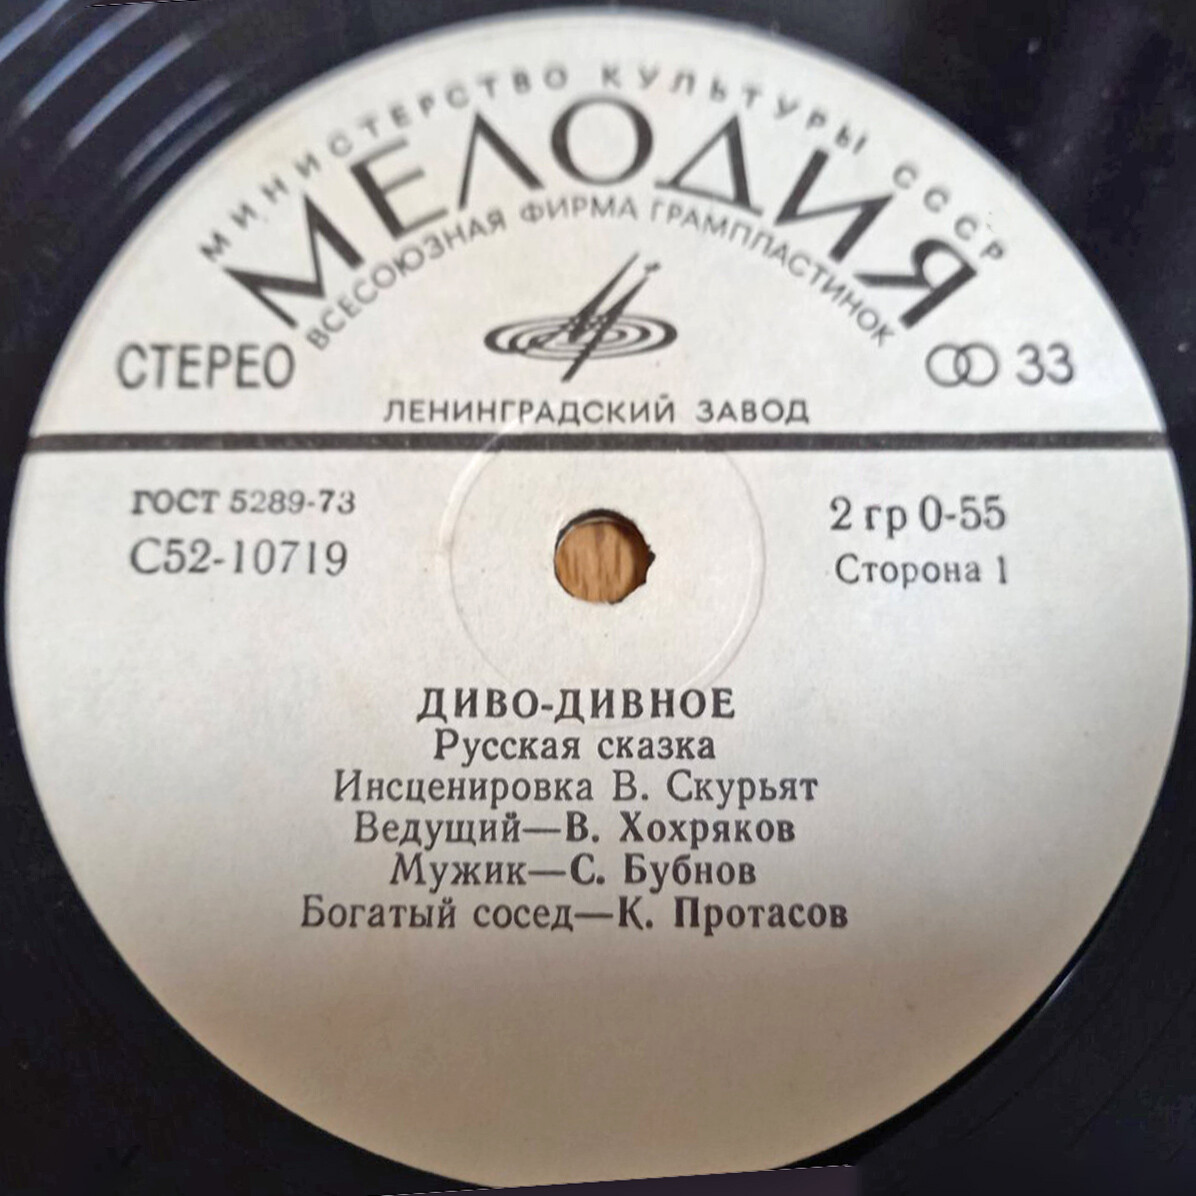 МИНИСТЕРСТВО КУЛЬТУРЫ СССР
МЕЛОДИЯ
ВСЕСОЮЗНАЯ ФИРМА ГРАМПЛАСТИНОК
СТЕРЕО
33
ЛЕНИНГРАДСКИЙ ЗАВОД
ГОСТ 5289-73
2 гр 0-55
С52-10719
Сторона 1
ДИВО-ДИВНОЕ
Русская сказка
Инсценировка В. Скурьят
Ведущий—В. Хохряков
Мужик—С. Бубнов
Богатый сосед—К. Протасов